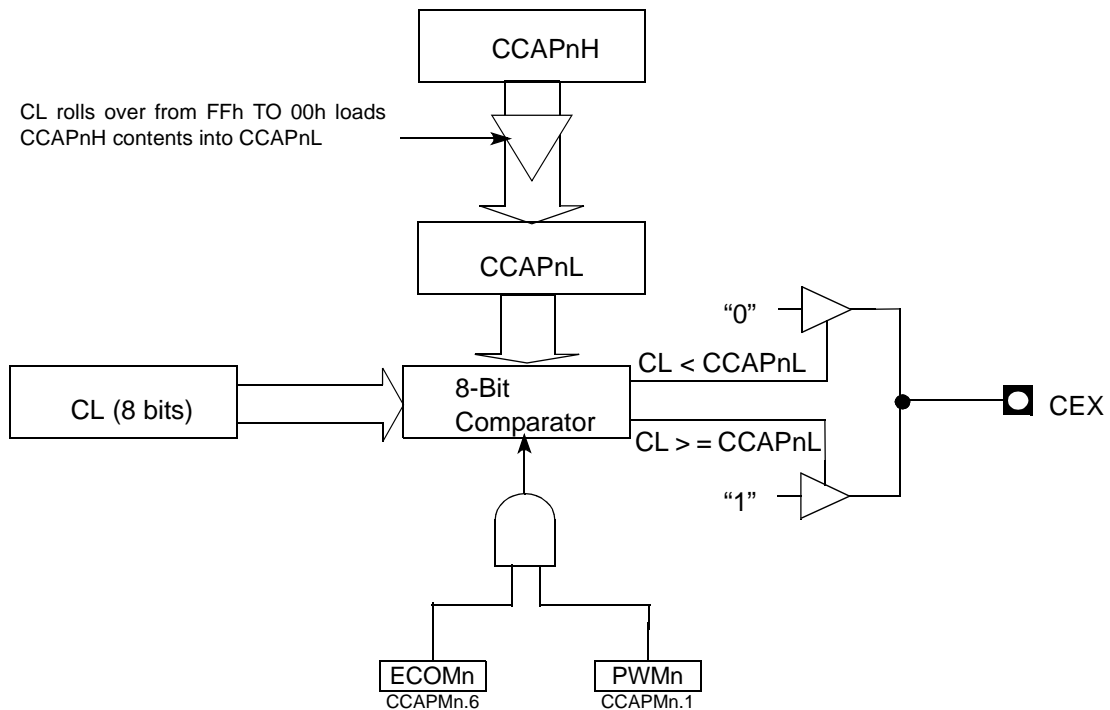 CCAPnH
CL rolls over from FFh TO 00h loads
CCAPnH contents into CCAPnL
CCAPnL
“0”
CL < CCAPnL
CL (8 bits)
8-Bit
Comparator
CEX
CL > = CCAPnL
“1”
ECOMn
PWMn
CCAPMn.6
CCAPMn.1